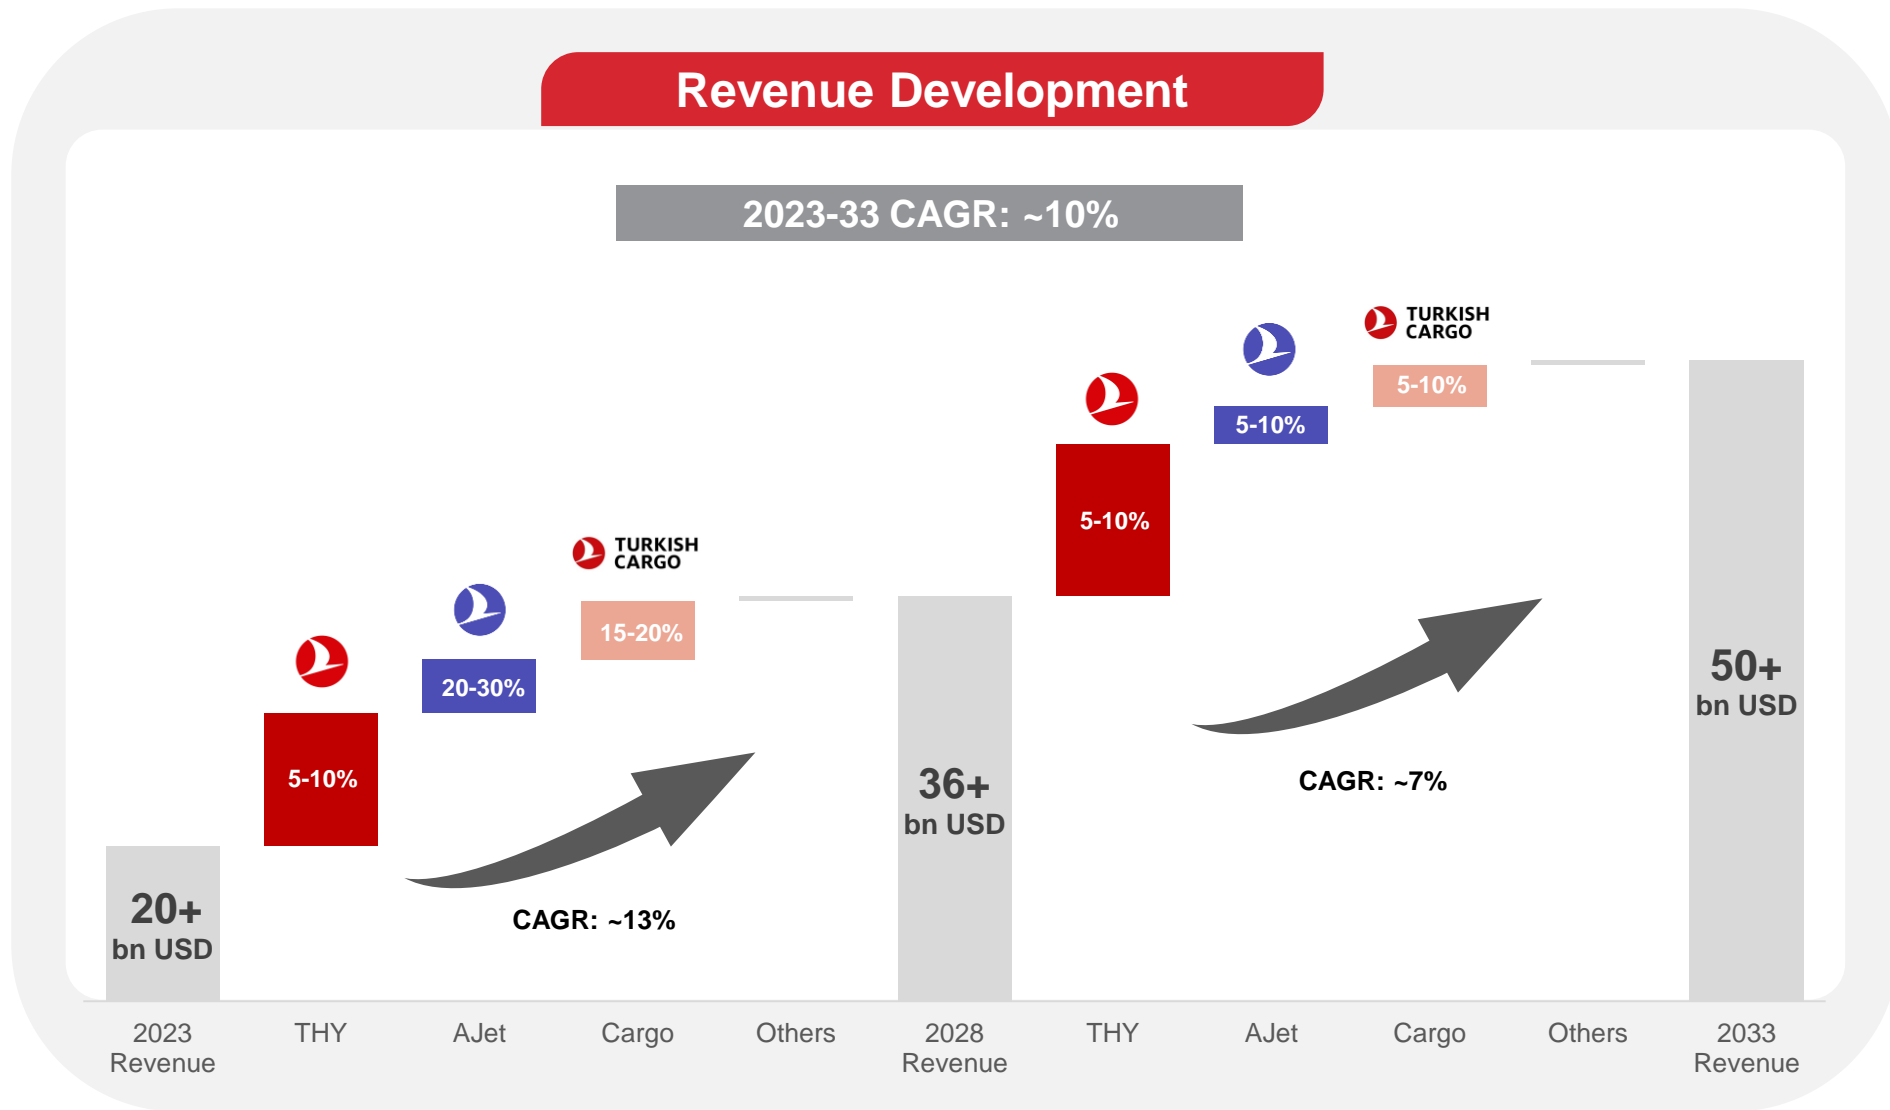 Revenue Development
2023-33 CAGR: ~10%
TURKISH
CARGO
5-10%
5-10%
5-10%
TURKISH
CARGO
15-20%
20-30%
5-10%
50+
bn USD
CAGR: ~7%
36+
bn USD
20+
bn USD
CAGR: ~13%
2023
Revenue
THY
AJet
Cargo
Others
2028
Revenue
THY
AJet
Cargo
Others
2033
Revenue